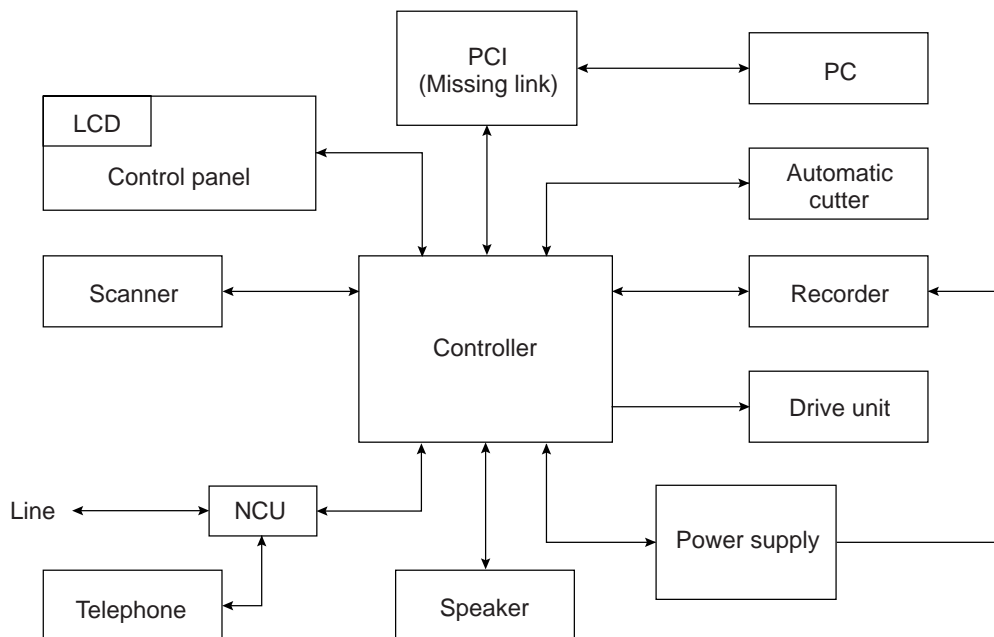 PCI
(Missing link)
PC
LCD
Control panel
Automatic
cutter
Scanner
Controller
Recorder
Drive unit
Line
NCU
Power supply
Telephone
Speaker